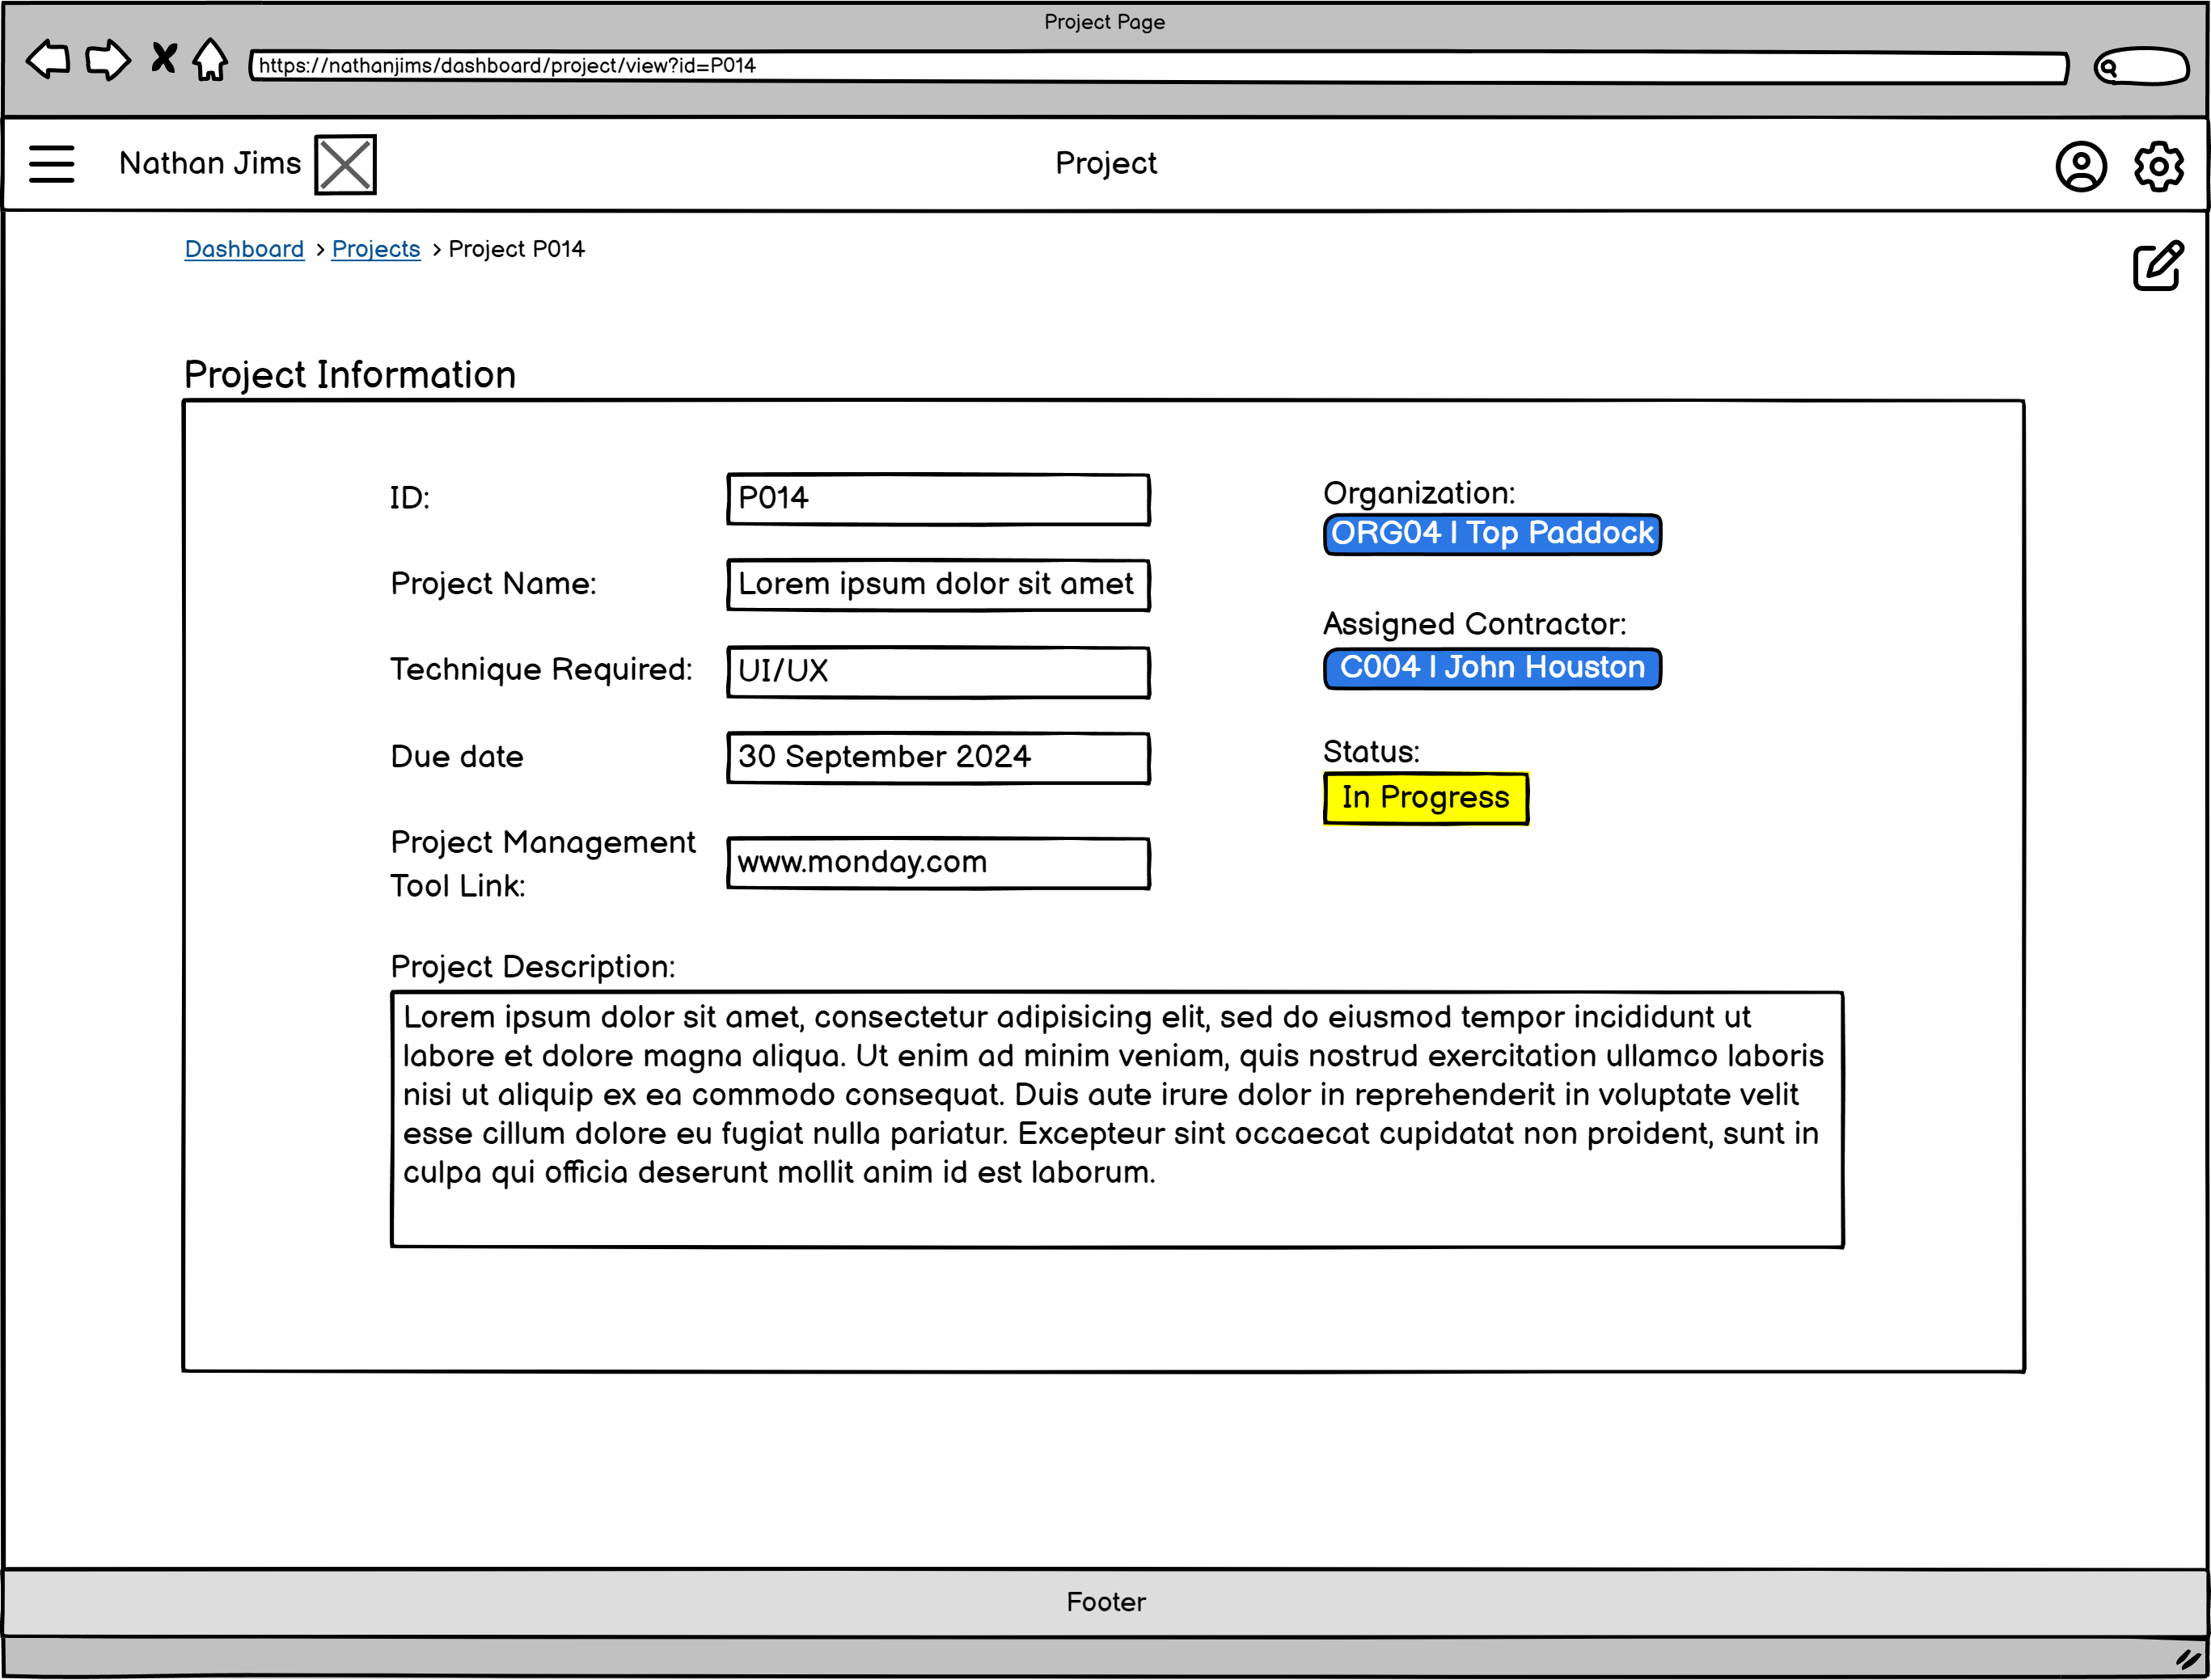 Project Page
https://nathanjims/dashboard/project/view?id=P014
Nathan Jims
Project
Dashboard > Projects > Project P014
Project Information
ID:
P014
Project Name:
Lorem ipsum dolor sit amet
Technique Required:
UI/UX
Due date
30 September 2024
Project Management
Tool Link:
www.monday.com
Organization:
ORG04 | Top Paddock
Assigned Contractor:
C004 | John Houston
Status:
In Progress
Project Description:
Lorem ipsum dolor sit amet, consectetur adipisicing elit, sed do eiusmod tempor incididunt ut
labore et dolore magna aliqua. Ut enim ad minim veniam, quis nostrud exercitation ullamco laboris
nisi ut aliquip ex ea commodo consequat. Duis aute irure dolor in reprehenderit in voluptate velit
esse cillum dolore eu fugiat nulla pariatur. Excepteur sint occaecat cupidatat non proident, sunt in
culpa qui officia deserunt mollit anim id est laborum.
Footer